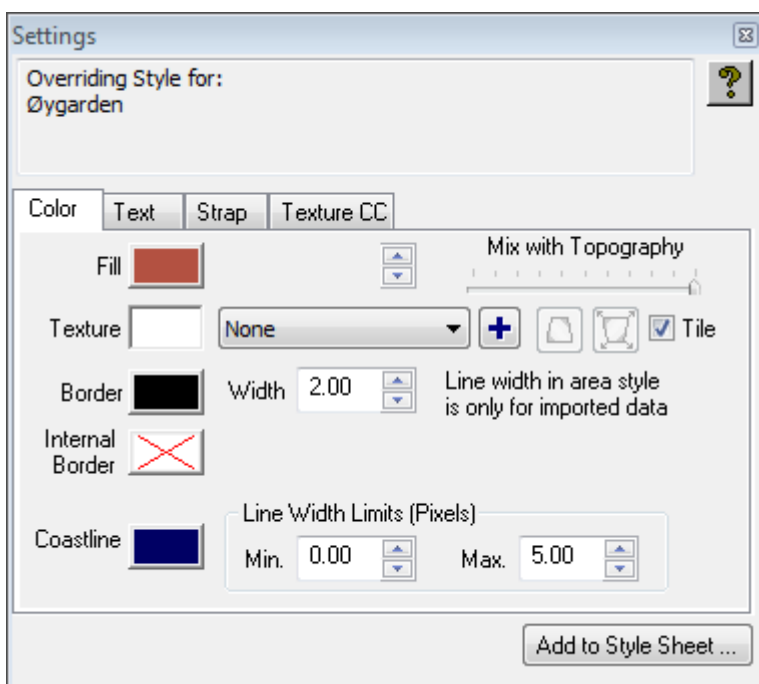 Settings
Overriding Style for:
Øygarden
?
Color Text Strap Texture CC
Fill Mix with Topography
Texture None + Tile
Border Width 2.00 Line width in area style
is only for imported data
Internal
Border
Line Width Limits (Pixels)
Coastline Min. 0.00 Max. 5.00
Add to Style Sheet ...